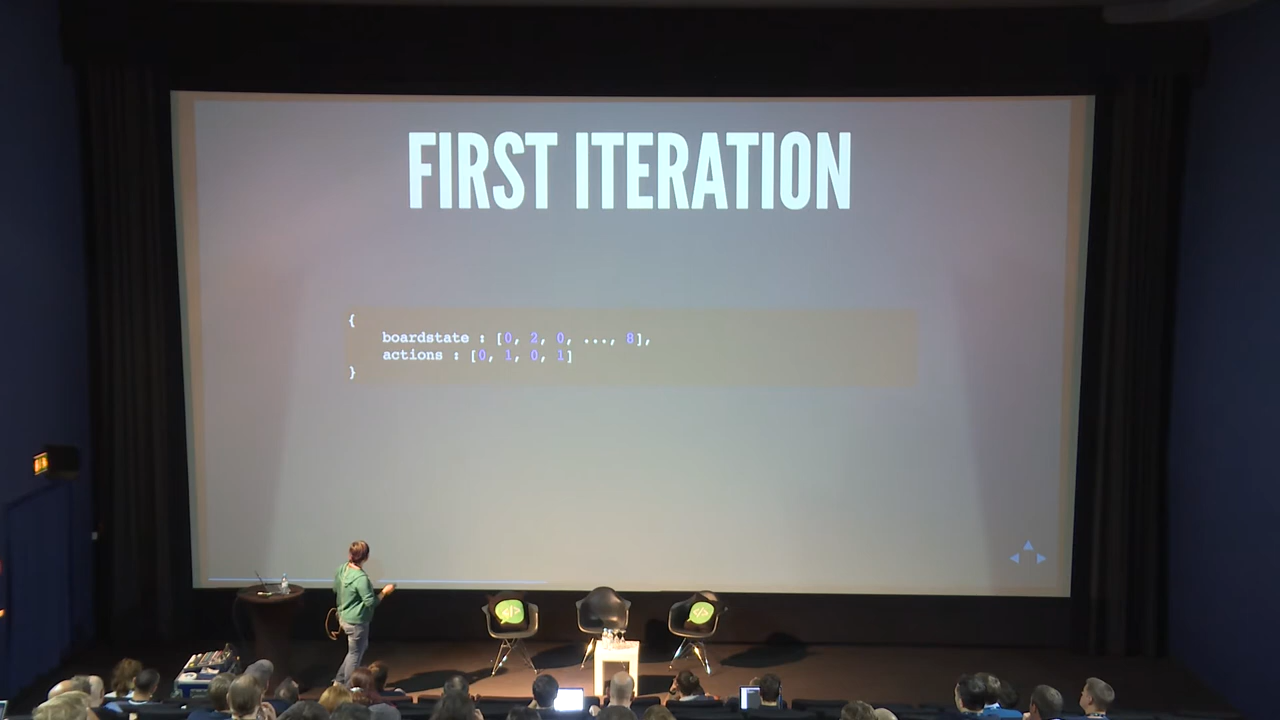 FIRST ITERATION
{
boardstate : [0, 2, 0, ..., 8],
actions : [0, 1, 0, 1]
}
</>
</>